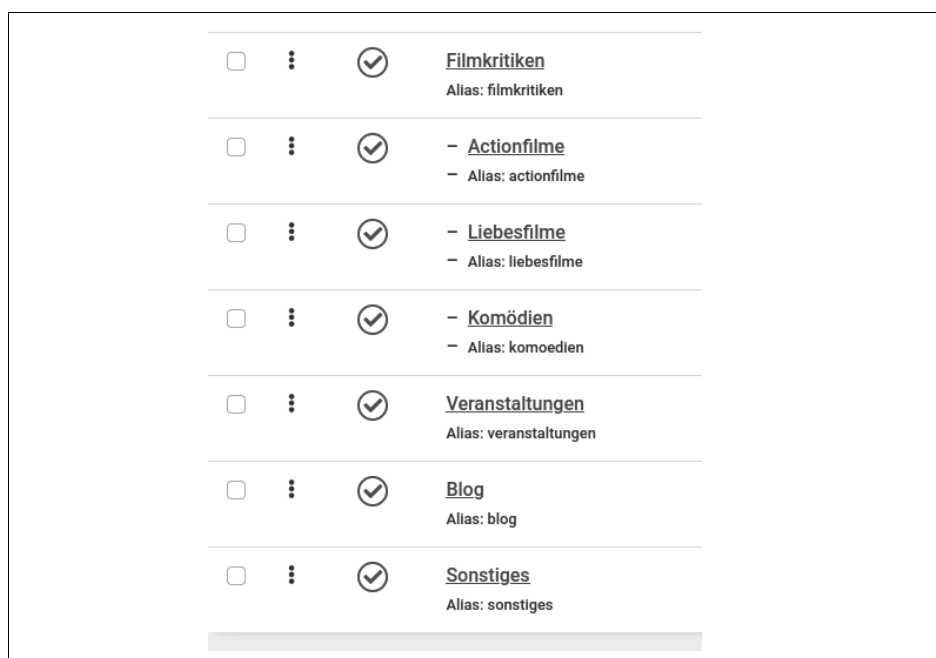 Filmkritiken
Alias: filmkritiken
– Actionfilme
– Alias: actionfilme
– Liebesfilme
– Alias: liebesfilme
– Komödien
– Alias: komoedien
Veranstaltungen
Alias: veranstaltungen
Blog
Alias: blog
Sonstiges
Alias: sonstiges